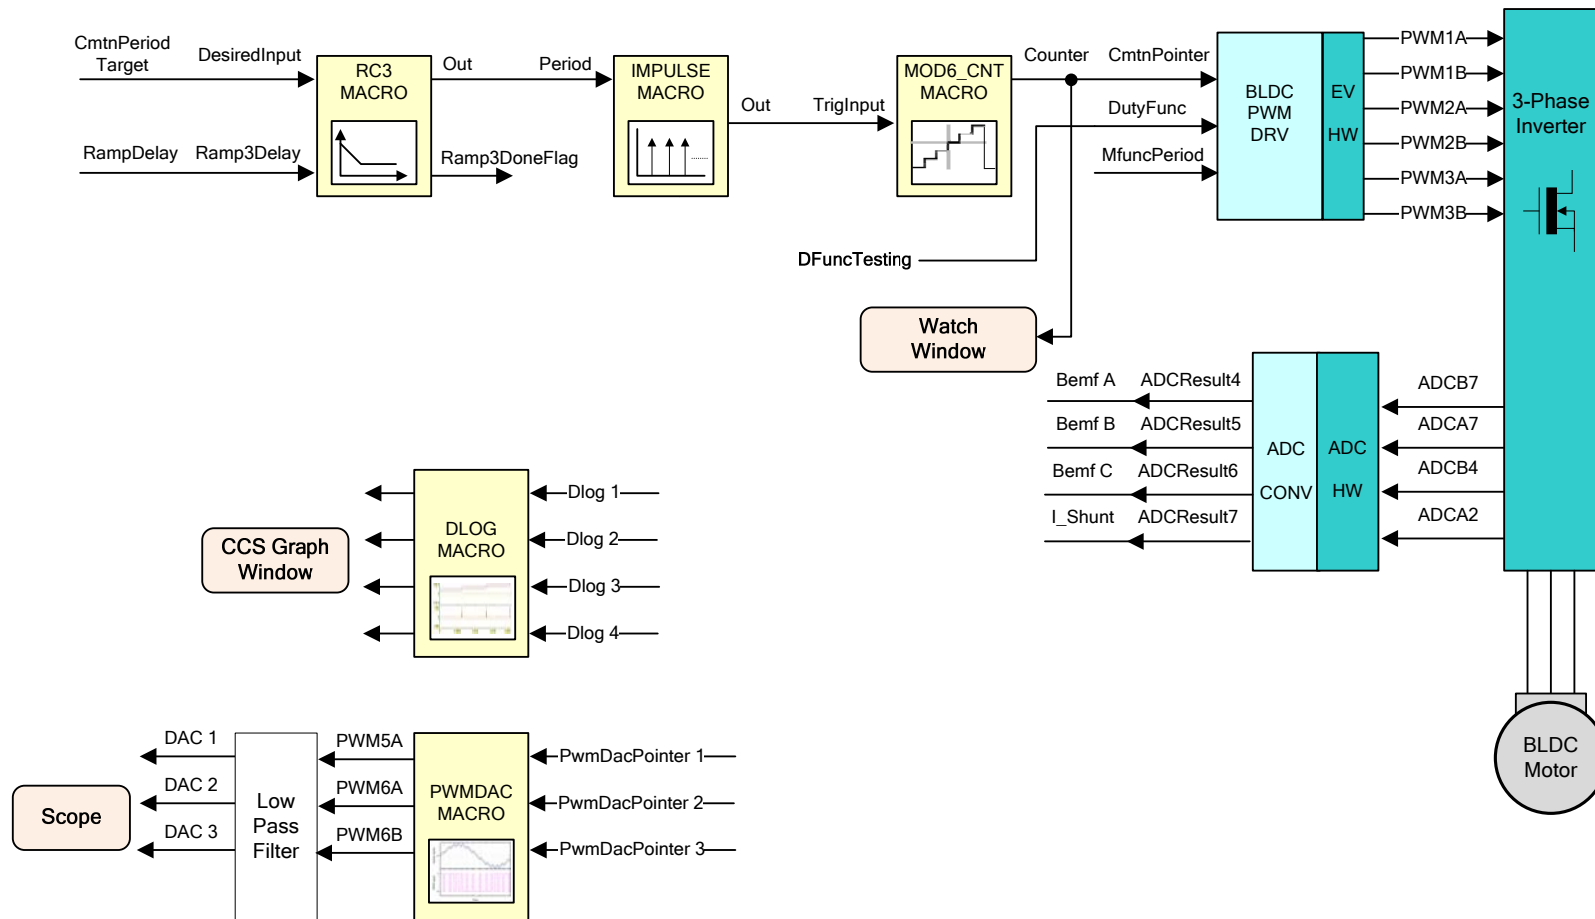 CmtnPeriod
Target
DesiredInput
RC3
MACRO
Out
Period
IMPULSE
MACRO
Out
TrigInput
MOD6_CNT
MACRO
Counter
CmtnPointer
BLDC
PWM
DRV
EV
HW
PWM1A
PWM1B
PWM2A
PWM2B
PWM3A
PWM3B
3-Phase
Inverter
RampDelay
Ramp3Delay
Ramp3DoneFlag
DutyFunc
MfuncPeriod
DFuncTesting
Watch
Window
Bemf A
ADCResult4
Bemf B
ADCResult5
Bemf C
ADCResult6
I_Shunt
ADCResult7
ADC
CONV
ADC
HW
ADCB7
ADCA7
ADCB4
ADCA2
CCS Graph
Window
DLOG
MACRO
Dlog 1
Dlog 2
Dlog 3
Dlog 4
BLDC
Motor
Scope
DAC 1
DAC 2
DAC 3
Low
Pass
Filter
PWM5A
PWM6A
PWM6B
PWMDAC
MACRO
PwmDacPointer 1
PwmDacPointer 2
PwmDacPointer 3